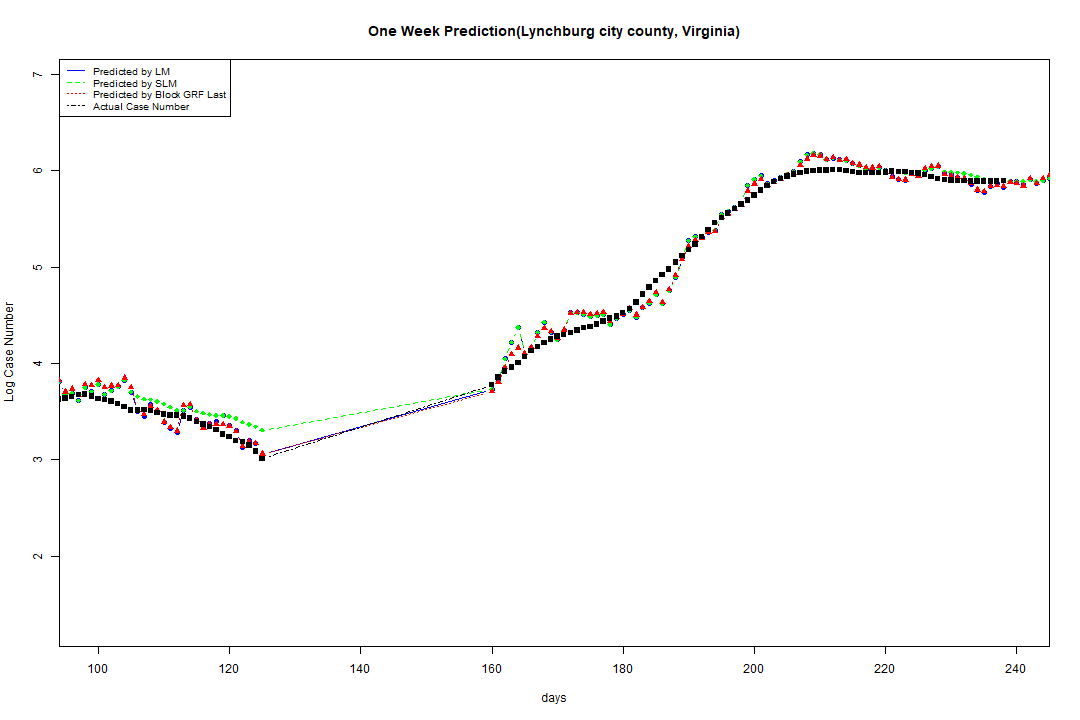 One Week Prediction(Lynchburg city county, Virginia)
Predicted by LM
Predicted by SLM
Predicted by Block GRF Last
Actual Case Number
7
6
5
4
3
2
Log Case Number
100 120 140 160 180 200 220 240
days